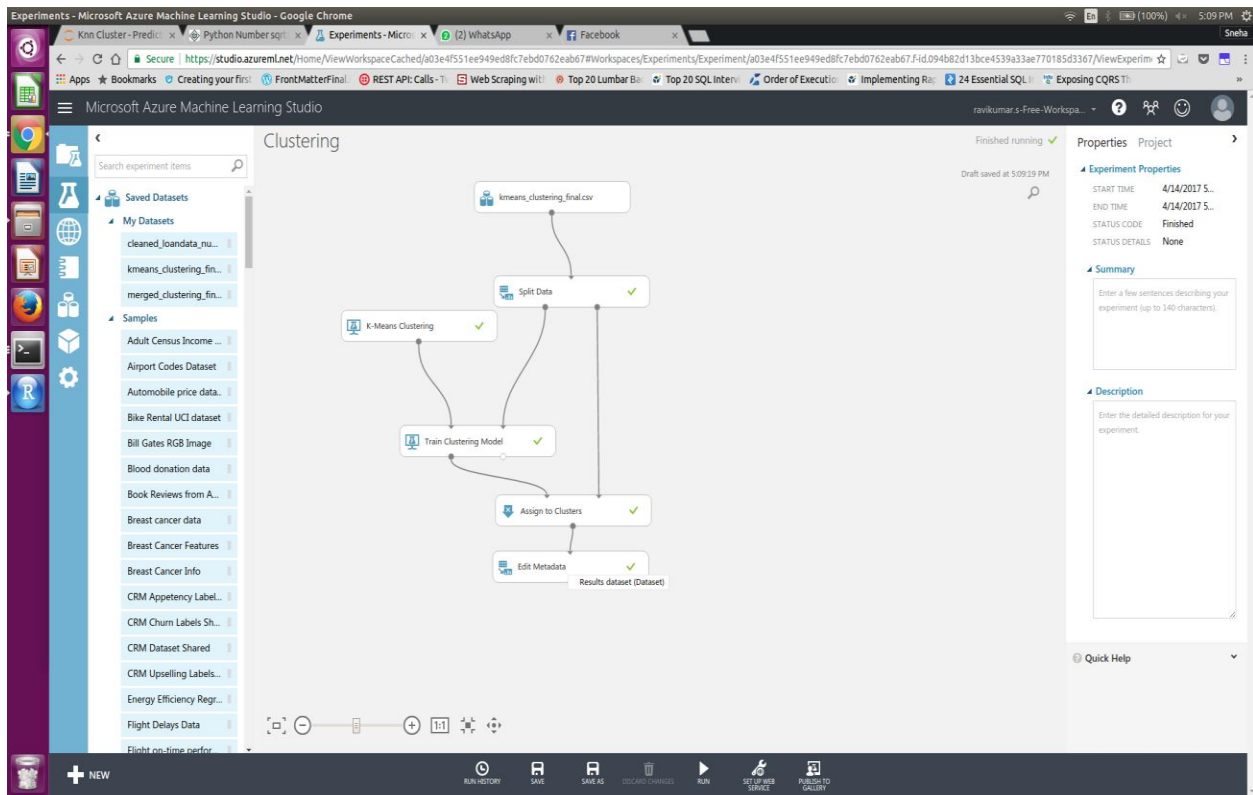 Experiments - Microsoft Azure Machine Learning Studio - Google Chrome
En (100%) 5:09 PM
Knn Cluster - Predict Python Number sqrt Experiments - Micros (2) WhatsApp Facebook Sneha
Secure https://studio.azureml.net/Home/ViewWorkspaceCached/
Apps Bookmarks Creating your first FrontMatterFinal. REST API: Calls - Tw Web Scraping with Top 20 Lumbar Ba Top 20 SQL Intervi Order of Executio Implementing Rap 24 Essential SQL I Exposing CQRS Th
Microsoft Azure Machine Learning Studio
ravikumar.s-Free-Workspa...
Search experiment items
Saved Datasets
My Datasets
cleaned_loandata_nu...
kmeans_clustering_fin...
merged_clustering_fin...
Samples
Adult Census Income ...
Airport Codes Dataset
Automobile price data..
Bike Rental UCI dataset
Bill Gates RGB Image
Blood donation data
Book Reviews from A...
Breast cancer data
Breast Cancer Features
Breast Cancer Info
CRM Appetency Label...
CRM Churn Labels Sh...
CRM Dataset Shared
CRM Upselling Labels...
Energy Efficiency Regr...
Flight Delays Data
Flight on-time perfor...
Clustering
Finished running
Draft saved at 5:09:19 PM
kmeans_clustering_final.csv
Split Data
K-Means Clustering
Train Clustering Model
Assign to Clusters
Edit Metadata
Results dataset (Dataset)
1:1
Properties Project
Experiment Properties
START TIME 4/14/2017 5...
END TIME 4/14/2017 5...
STATUS CODE Finished
STATUS DETAILS None
Summary
Enter a few sentences describing your
experiment (up to 140 characters).
Description
Enter the detailed description for your
experiment.
Quick Help
NEW
RUN HISTORY
SAVE
SAVE AS
DISCARD CHANGES
RUN
SET UP WEB
SERVICE
PUBLISH TO
GALLERY